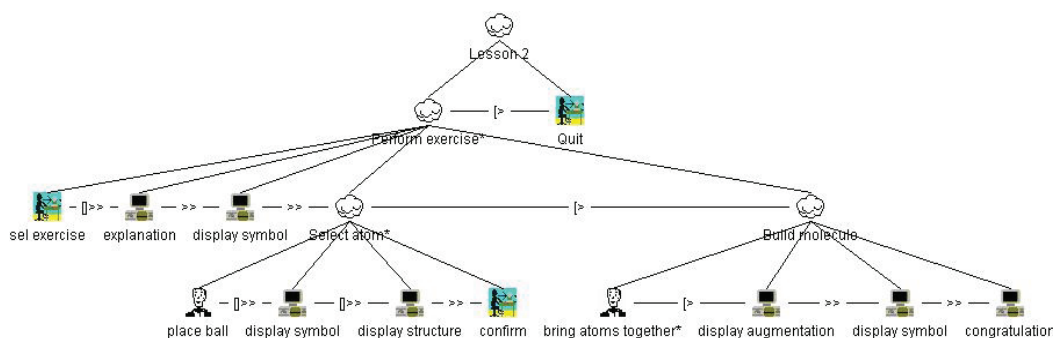 Lesson 2
Perform exercise* [> Quit
sel exercise []>> explanation >> display symbol >> Select atom* [> Build molecule
place ball []>> display symbol []>> display structure >> confirm bring atoms together* [> display augmentation >> display symbol >> congratulation